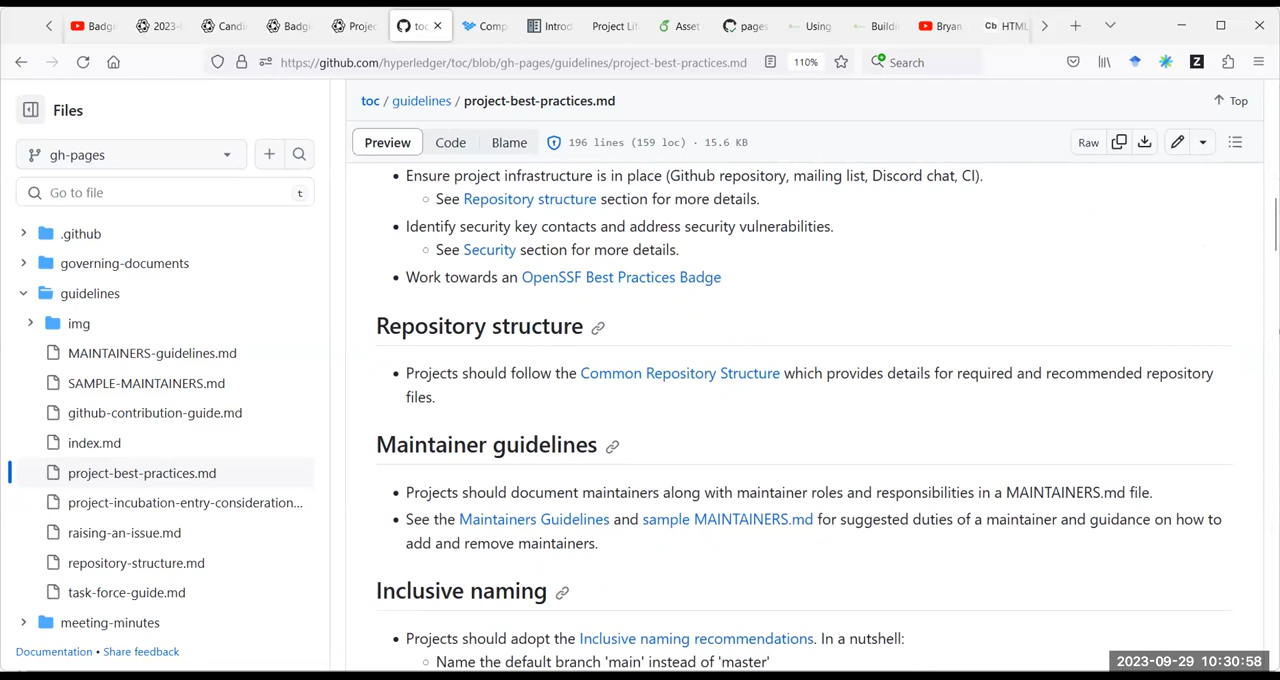 Badg
2023-
Candi
Badgi
Projec
toc
Comp
Introd
Project Lif
Asset
pages
Using
Buildi
Bryan
Cb HTML
https://github.com/hyperledger/toc/blob/gh-pages/guidelines/project-best-practices.md
110%
Search
Files
gh-pages
Go to file
t
.github
governing-documents
guidelines
img
MAINTAINERS-guidelines.md
SAMPLE-MAINTAINERS.md
github-contribution-guide.md
index.md
project-best-practices.md
project-incubation-entry-consideration...
raising-an-issue.md
repository-structure.md
task-force-guide.md
meeting-minutes
Documentation • Share feedback
toc / guidelines / project-best-practices.md
Top
Preview Code Blame 196 lines (159 loc) · 15.6 KB
Raw
• Ensure project infrastructure is in place (Github repository, mailing list, Discord chat, CI).
○ See Repository structure section for more details.
• Identify security key contacts and address security vulnerabilities.
○ See Security section for more details.
• Work towards an OpenSSF Best Practices Badge
Repository structure
• Projects should follow the Common Repository Structure which provides details for required and recommended repository
files.
Maintainer guidelines
• Projects should document maintainers along with maintainer roles and responsibilities in a MAINTAINERS.md file.
• See the Maintainers Guidelines and sample MAINTAINERS.md for suggested duties of a maintainer and guidance on how to
add and remove maintainers.
Inclusive naming
• Projects should adopt the Inclusive naming recommendations. In a nutshell:
○ Name the default branch 'main' instead of 'master'
2023-09-29 10:30:58